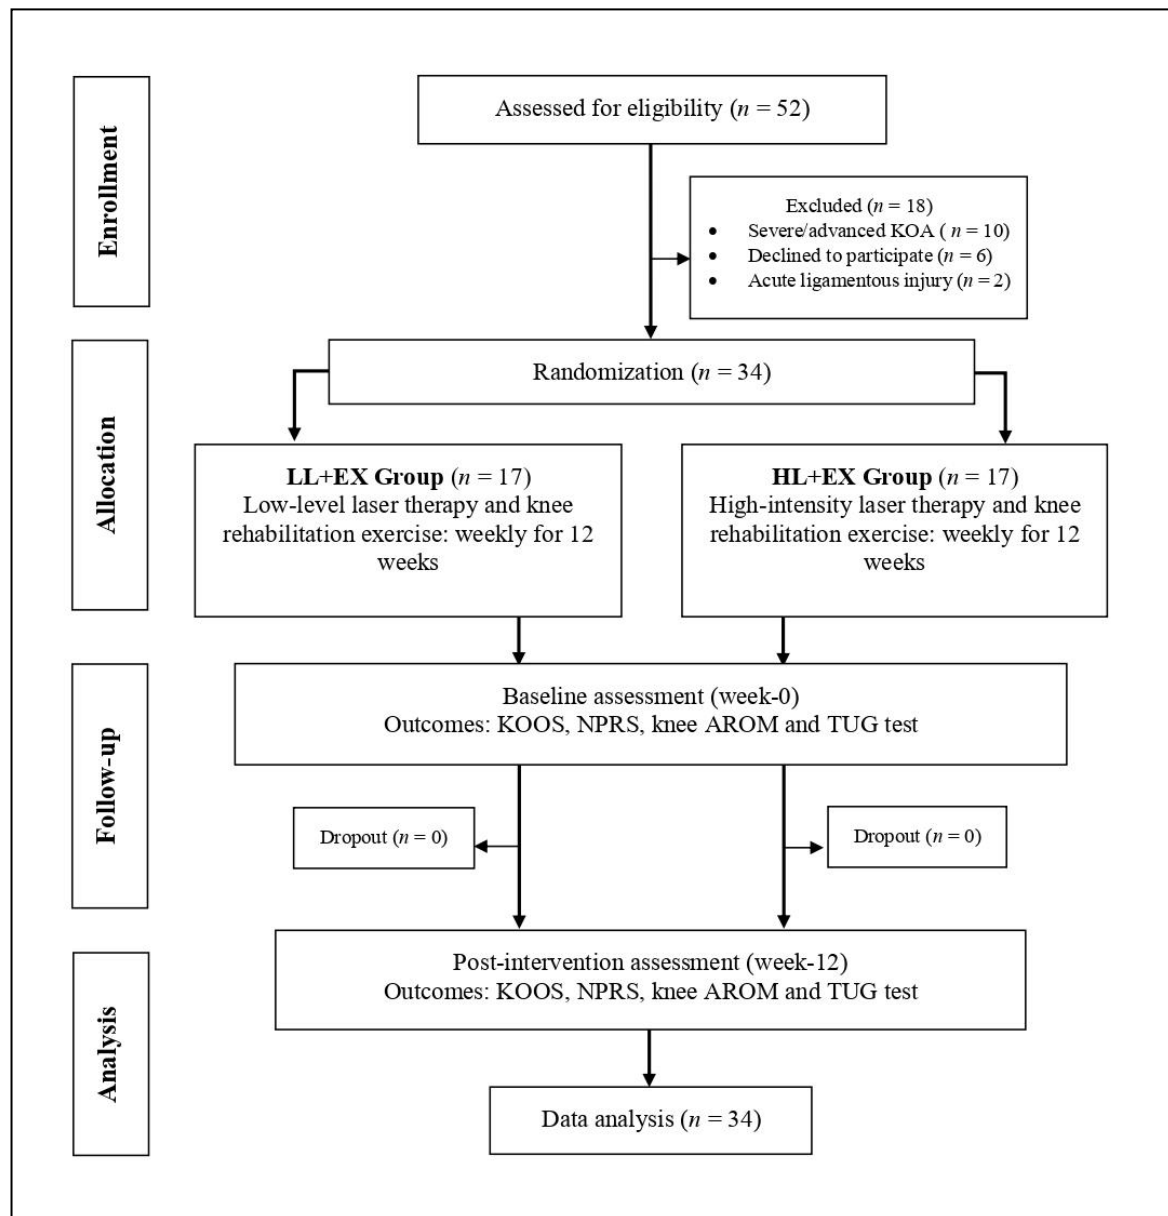 Enrollment
Assessed for eligibility (n = 52)
Excluded (n = 18)
• Severe/advanced KOA ( n = 10)
• Declined to participate (n = 6)
• Acute ligamentous injury (n = 2)
Allocation
Randomization (n = 34)
LL+EX Group (n = 17)
Low-level laser therapy and knee
rehabilitation exercise: weekly for 12
weeks
HL+EX Group (n = 17)
High-intensity laser therapy and knee
rehabilitation exercise: weekly for 12
weeks
Follow-up
Baseline assessment (week-0)
Outcomes: KOOS, NPRS, knee AROM and TUG test
Dropout (n = 0)
Dropout (n = 0)
Analysis
Post-intervention assessment (week-12)
Outcomes: KOOS, NPRS, knee AROM and TUG test
Data analysis (n = 34)